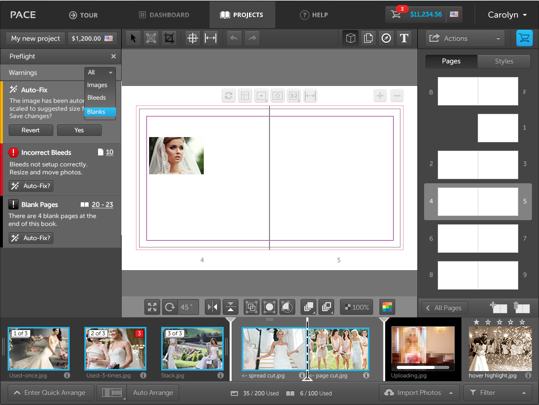 PACE
TOUR
DASHBOARD
PROJECTS
HELP
3
$11,234.56
Carolyn
My new project
$1,200.00
T
Actions
Preflight
Warnings
All
Images
Bleeds
Blanks
Auto-Fix
The image has been auto
scaled to suggested size f
Save changes?
Revert
Yes
Incorrect Bleeds
10
Bleeds not setup correctly.
Resize and move photos.
Auto-Fix?
Blank Pages
20 - 23
There are 4 blank pages at the
end of this book.
Auto-Fix?
4
5
Pages
Styles
B
F
1
2
3
4
5
6
7
8
9
45°
100%
All Pages
1 of 3
2 of 3
3
3 of 3
Used-once.jpg
Used-3-times.jpg
Stack.jpg
spread cut.jpg
page cut.jpg
Uploading.jpg
hover highlight.jpg
Enter Quick Arrange
Auto Arrange
35 / 200 Used
6 / 100 Used
Import Photos
Filter